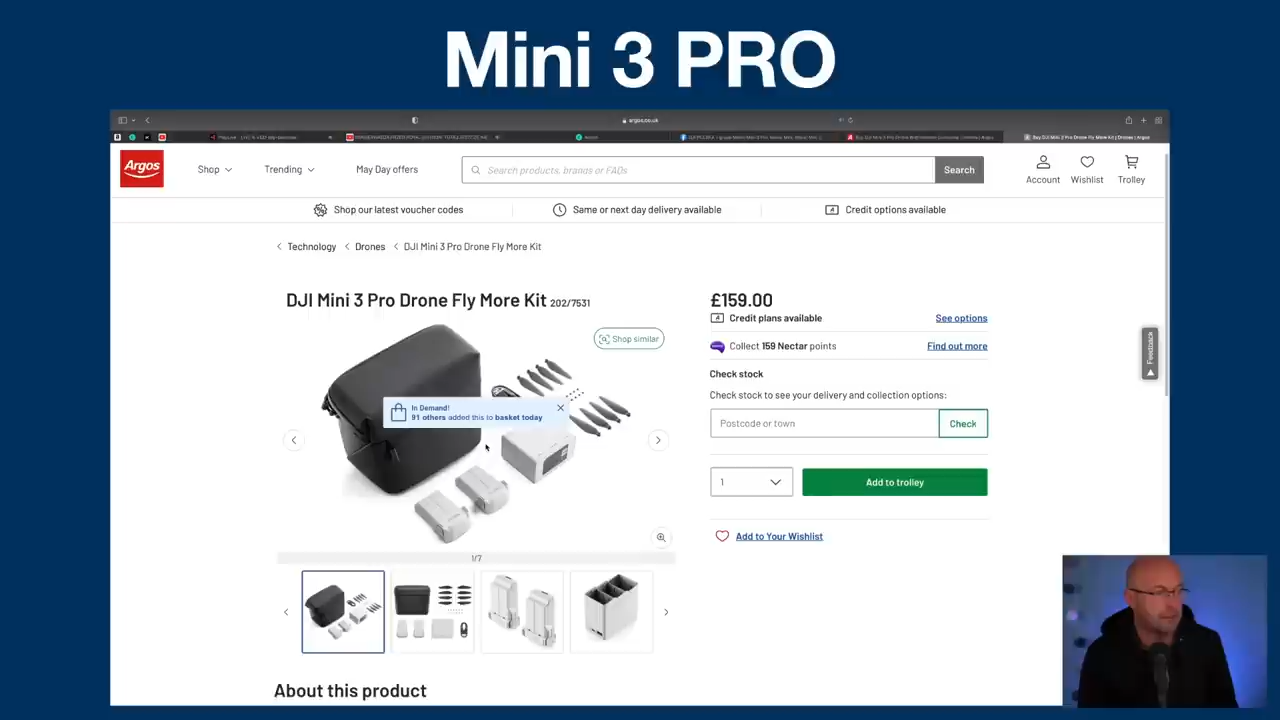 Mini 3 PRO
argos.co.uk
Argos
Shop
Trending
May Day offers
Search products, brands or FAQs
Search
Account
Wishlist
Trolley
Shop our latest voucher codes
Same or next day delivery available
Credit options available
Technology
Drones
DJI Mini 3 Pro Drone Fly More Kit
DJI Mini 3 Pro Drone Fly More Kit 202/7531
£159.00
Shop similar
Credit plans available
See options
Collect 159 Nectar points
Find out more
Feedback
Check stock
Check stock to see your delivery and collection options:
In Demand!
91 others added this to basket today
Postcode or town
Check
1
Add to trolley
Add to Your Wishlist
1/7
About this product